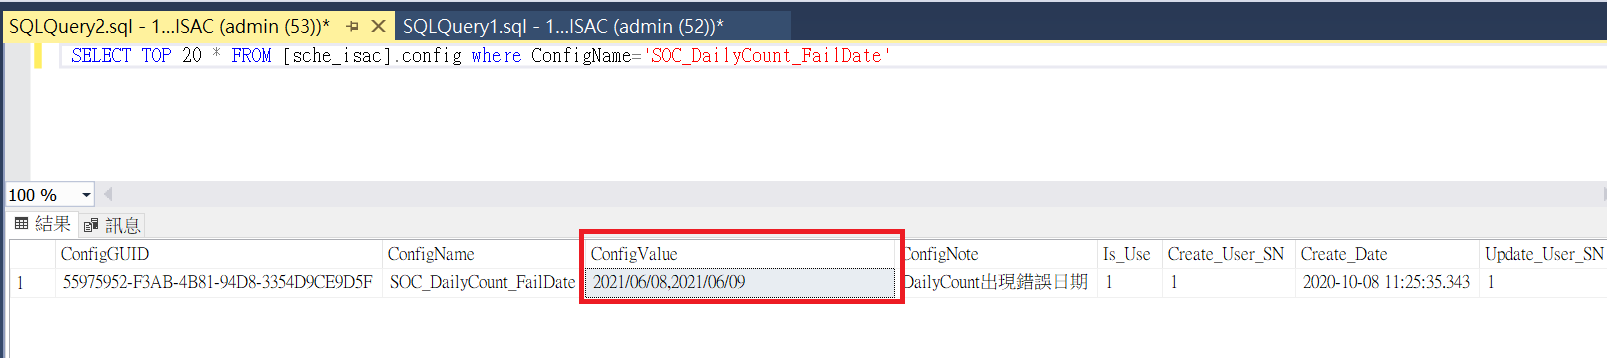 SQLQuery2.sql - 1...ISAC (admin (53))* SQLQuery1.sql - 1...ISAC (admin (52))*
SELECT TOP 20 * FROM [sche_isac].config where ConfigName='SOC_DailyCount_FailDate'
100 %
結果 訊息
ConfigGUID ConfigName ConfigValue ConfigNote Is_Use Create_User_SN Create_Date Update_User_SN
1 55975952-F3AB-4B81-94D8-3354D9CE9D5F SOC_DailyCount_FailDate 2021/06/08,2021/06/09 DailyCount出現錯誤日期 1 1 2020-10-08 11:25:35.343 1